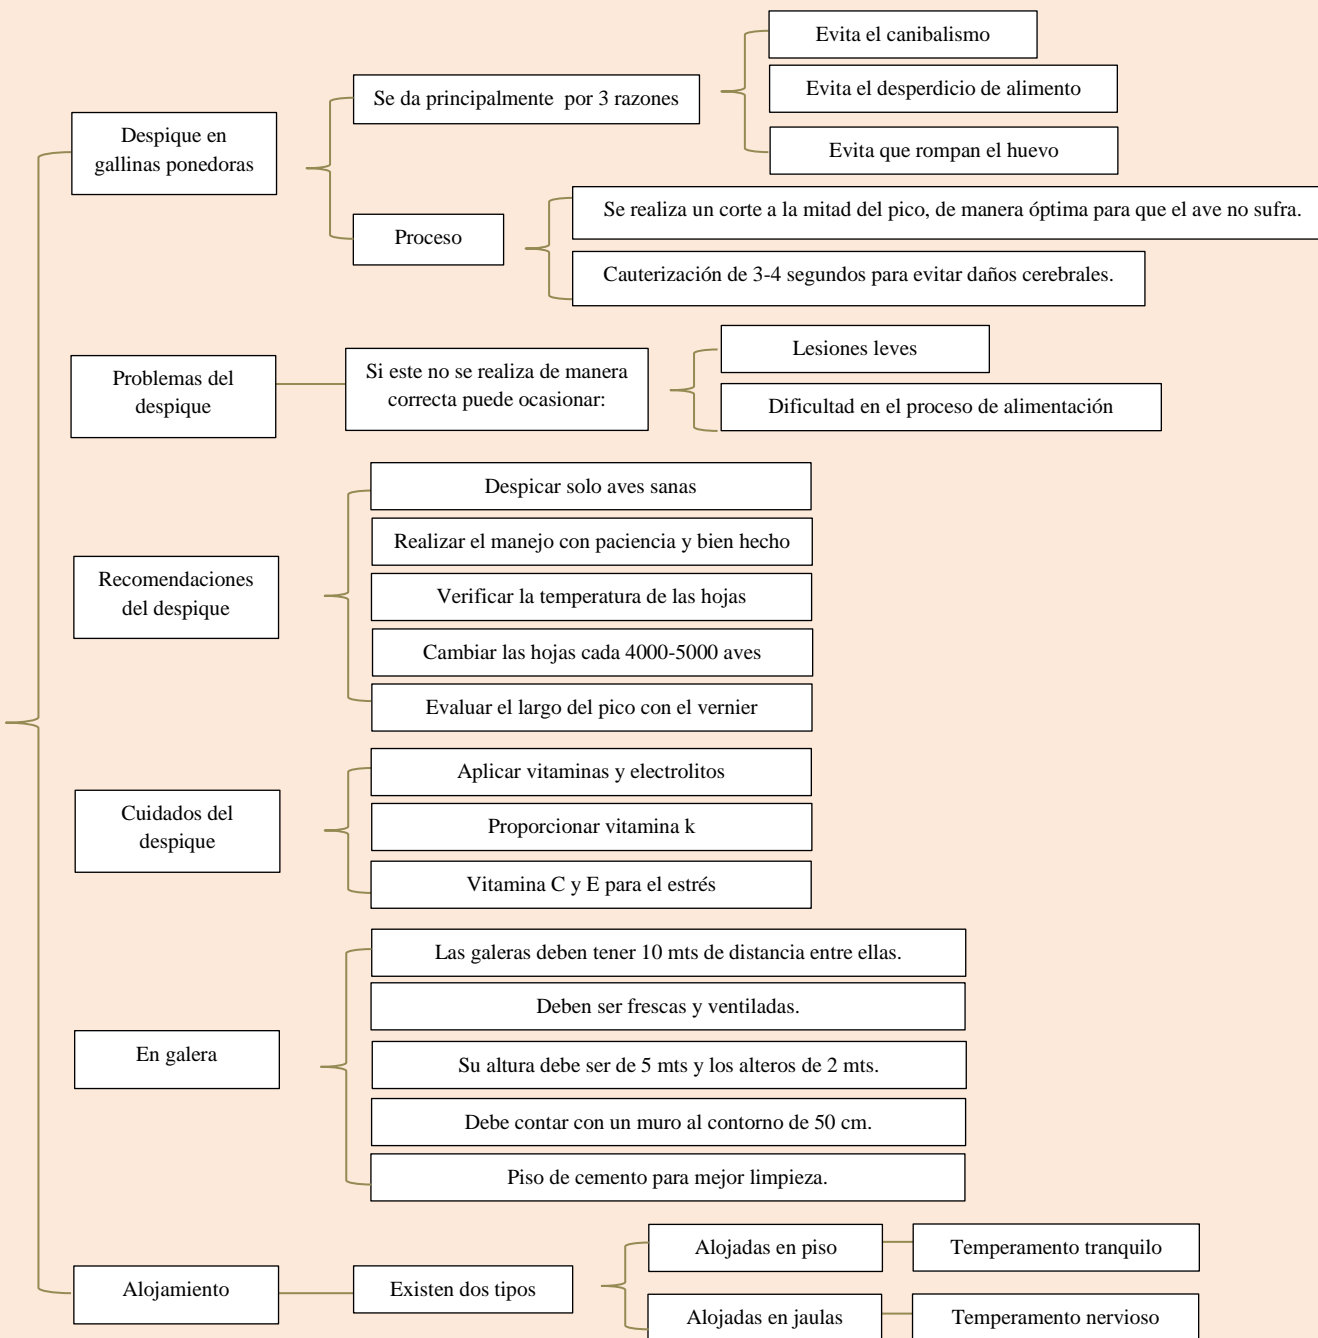 Despique en
gallinas ponedoras
Se da principalmente por 3 razones
Evita el canibalismo
Evita el desperdicio de alimento
Evita que rompan el huevo
Proceso
Se realiza un corte a la mitad del pico, de manera óptima para que el ave no sufra.
Cauterización de 3-4 segundos para evitar daños cerebrales.
Problemas del
despique
Si este no se realiza de manera
correcta puede ocasionar:
Lesiones leves
Dificultad en el proceso de alimentación
Recomendaciones
del despique
Despicar solo aves sanas
Realizar el manejo con paciencia y bien hecho
Verificar la temperatura de las hojas
Cambiar las hojas cada 4000-5000 aves
Evaluar el largo del pico con el vernier
Cuidados del
despique
Aplicar vitaminas y electrolitos
Proporcionar vitamina k
Vitamina C y E para el estrés
En galera
Las galeras deben tener 10 mts de distancia entre ellas.
Deben ser frescas y ventiladas.
Su altura debe ser de 5 mts y los alteros de 2 mts.
Debe contar con un muro al contorno de 50 cm.
Piso de cemento para mejor limpieza.
Alojamiento
Existen dos tipos
Alojadas en piso
Temperamento tranquilo
Alojadas en jaulas
Temperamento nervioso